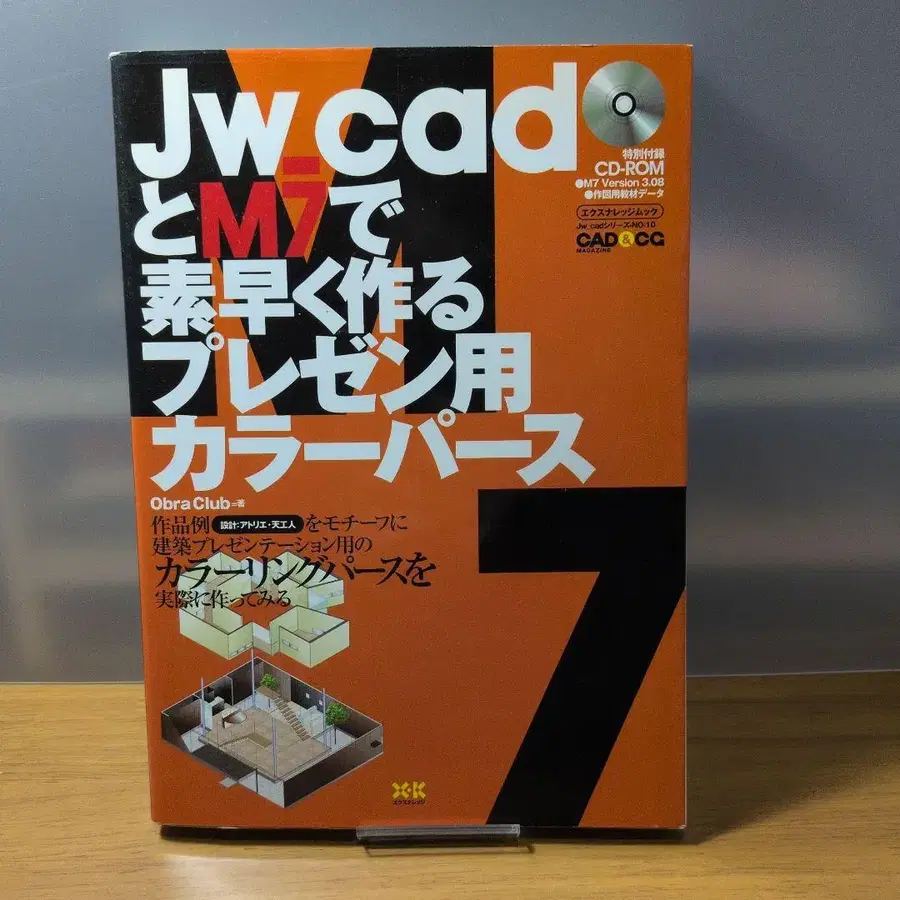 Jw_cad
とM7で
素早く作る
プレゼン用
カラーパース
特別付録
CD-ROM
●M7 Version 3.08
●作図用教材データ
エクスナレッジムック
Jw_cadシリーズ・NO:10
CAD&CG
MAGAZINE
Obra Club=著
作品例 設計:アトリエ・天工人 をモチーフに
建築プレゼンテーション用の
カラーリングパースを
実際に作ってみる
7
X-K
エクスナレッジ